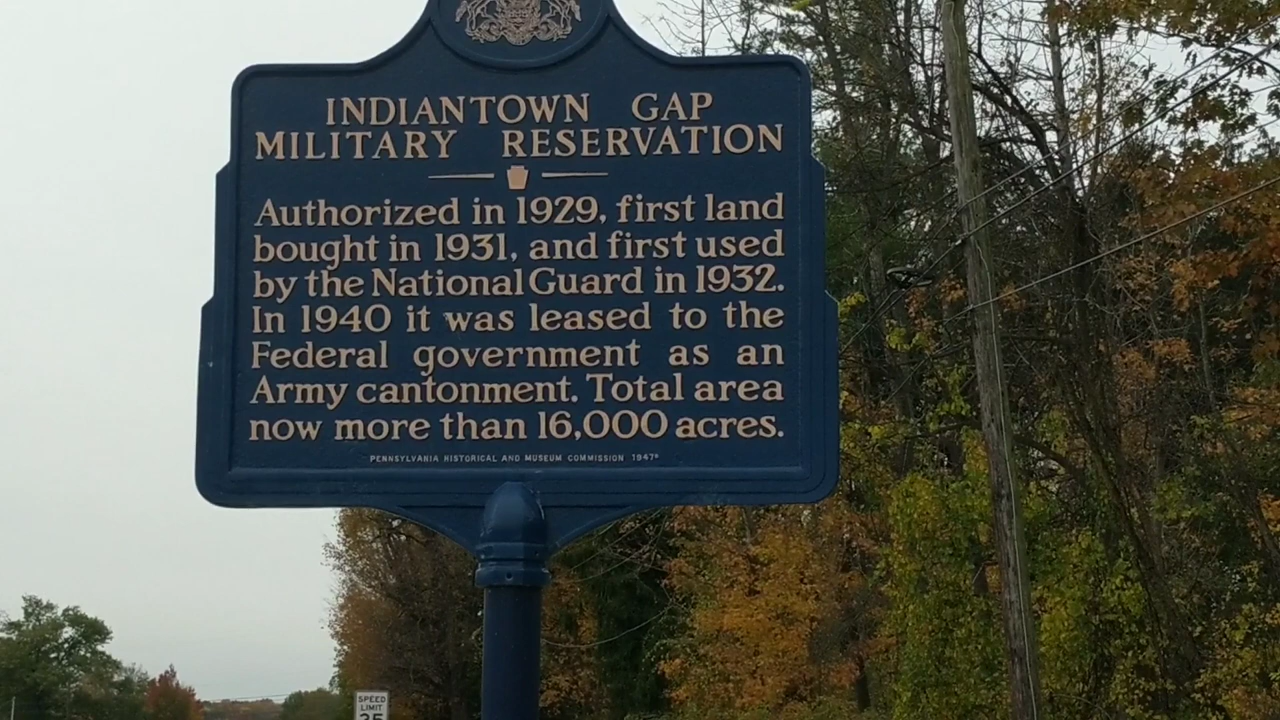 INDIANTOWN GAP
MILITARY RESERVATION
Authorized in 1929, first land
bought in 1931, and first used
by the National Guard in 1932.
In 1940 it was leased to the
Federal government as an
Army cantonment. Total area
now more than 16,000 acres.
PENNSYLVANIA HISTORICAL AND MUSEUM COMMISSION 1947
SPEED
LIMIT
35